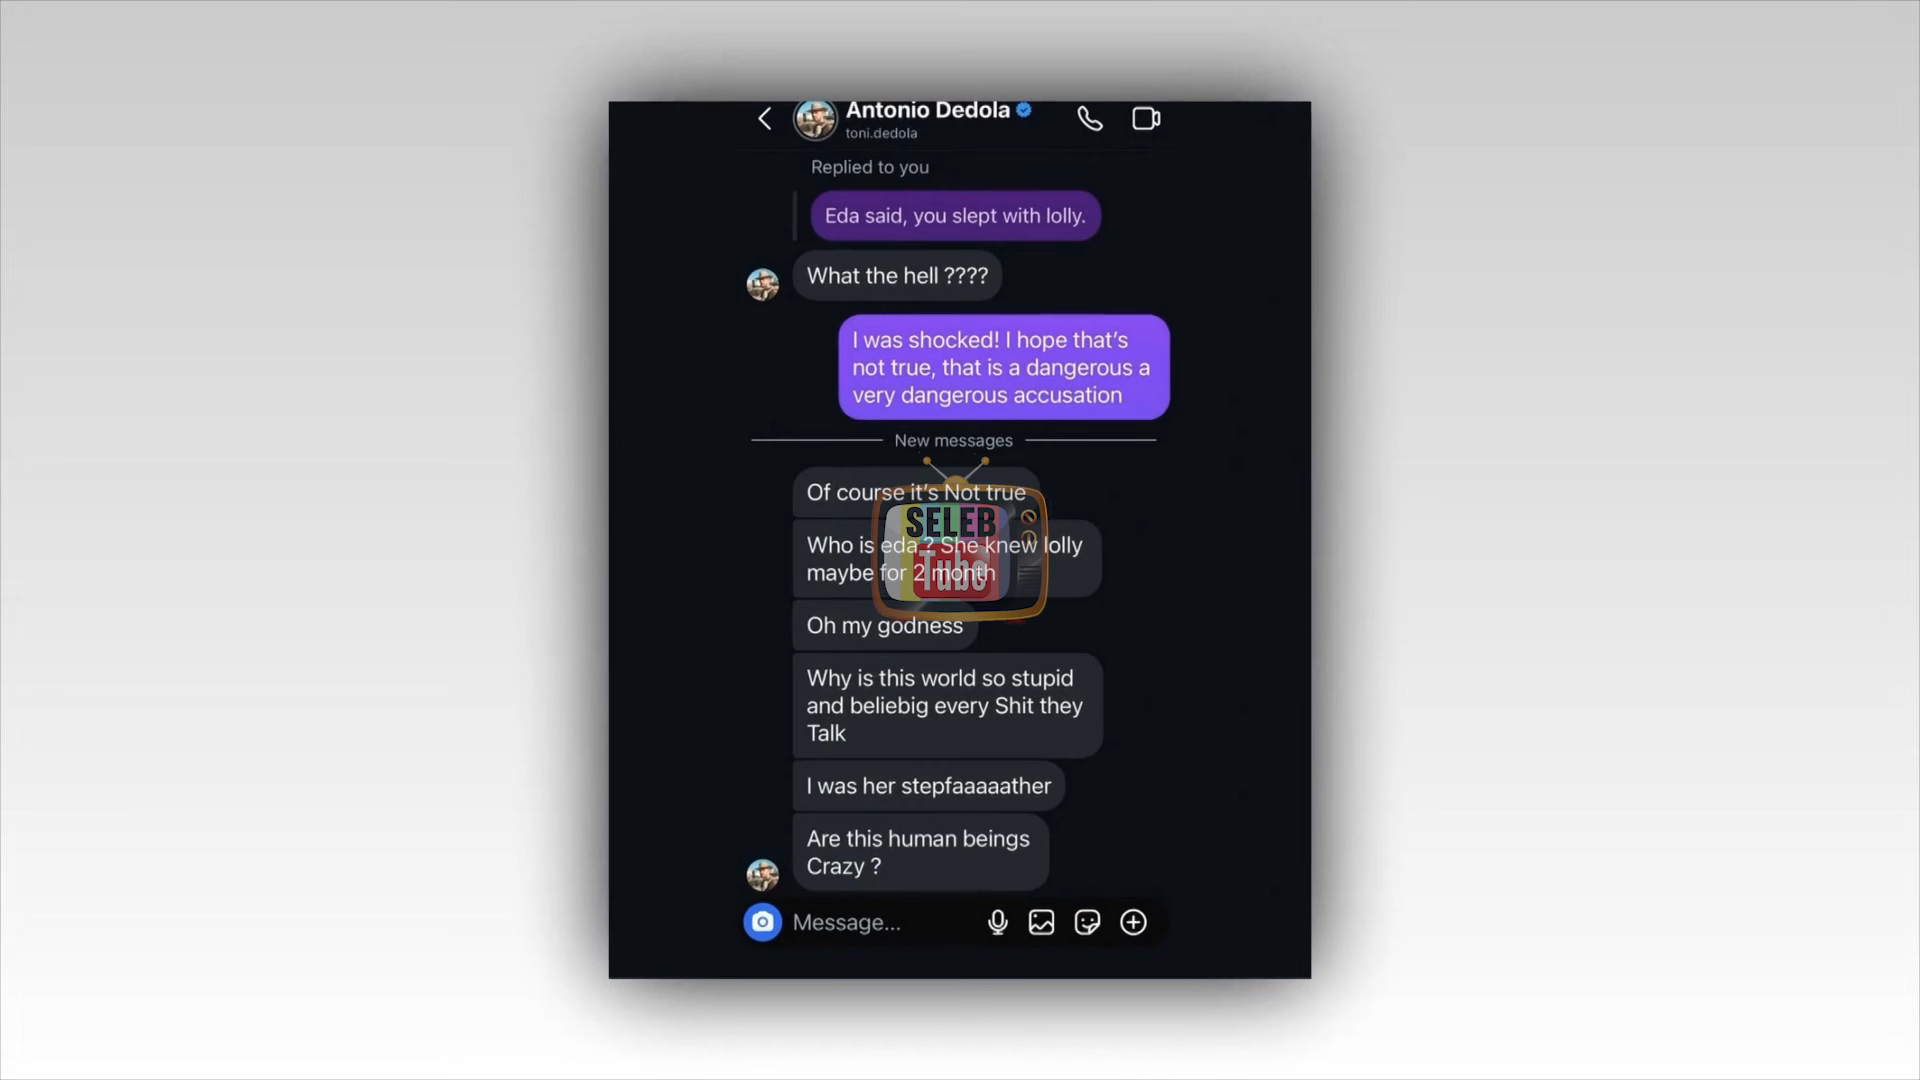 Antonio Dedola
toni.dedola
Replied to you
Eda said, you slept with lolly.
What the hell ????
I was shocked! I hope that's
not true, that is a dangerous a
very dangerous accusation
New messages
Of course it's Not true
SELEB
Who is eda ? She knew lolly
maybe for 2 month
Tube
Oh my godness
Why is this world so stupid
and beliebig every Shit they
Talk
I was her stepfaaaaather
Are this human beings
Crazy ?
Message...